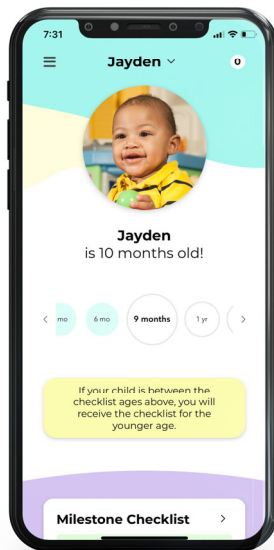 7:31
Jayden
0
Jayden
is 10 months old!
mo
6 mo
9 months
1 yr
If your child is between the
checklist ages above, you will
receive the checklist for the
younger age.
Milestone Checklist